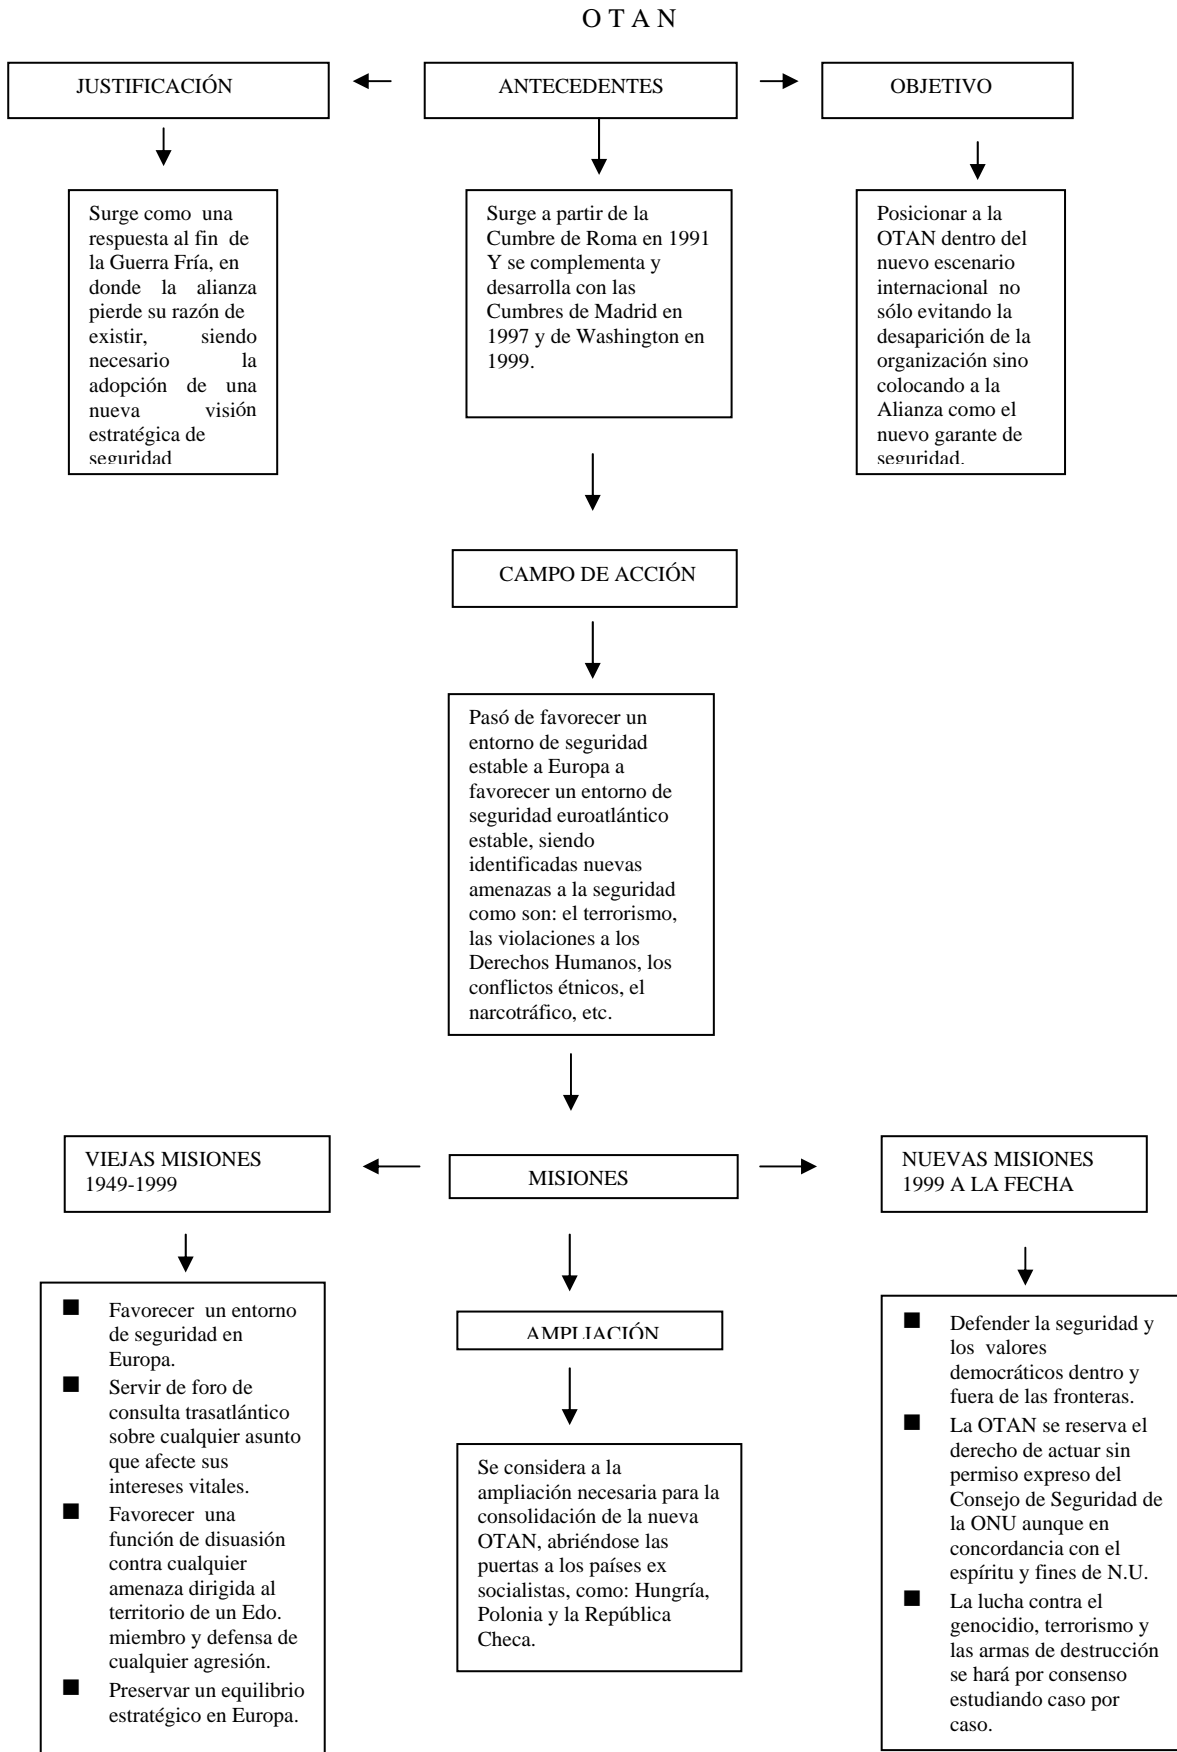 O T A N
JUSTIFICACIÓN
ANTECEDENTES
OBJETIVO
Surge como una
respuesta al fin de
la Guerra Fría, en
donde la alianza
pierde su razón de
existir, siendo
necesario la
adopción de una
nueva visión
estratégica de
seguridad
Surge a partir de la
Cumbre de Roma en 1991
Y se complementa y
desarrolla con las
Cumbres de Madrid en
1997 y de Washington en
1999.
Posicionar a la
OTAN dentro del
nuevo escenario
internacional no
sólo evitando la
desaparición de la
organización sino
colocando a la
Alianza como el
nuevo garante de
seguridad.
CAMPO DE ACCIÓN
Pasó de favorecer un
entorno de seguridad
estable a Europa a
favorecer un entorno de
seguridad euroatlántico
estable, siendo
identificadas nuevas
amenazas a la seguridad
como son: el terrorismo,
las violaciones a los
Derechos Humanos, los
conflictos étnicos, el
narcotráfico, etc.
VIEJAS MISIONES
1949-1999
MISIONES
NUEVAS MISIONES
1999 A LA FECHA
■ Favorecer un entorno
de seguridad en
Europa.
■ Servir de foro de
consulta trasatlántico
sobre cualquier asunto
que afecte sus
intereses vitales.
■ Favorecer una
función de disuasión
contra cualquier
amenaza dirigida al
territorio de un Edo.
miembro y defensa de
cualquier agresión.
■ Preservar un equilibrio
estratégico en Europa.
AMPLIACIÓN
Se considera a la
ampliación necesaria para la
consolidación de la nueva
OTAN, abriéndose las
puertas a los países ex
socialistas, como: Hungría,
Polonia y la República
Checa.
■ Defender la seguridad y
los valores
democráticos dentro y
fuera de las fronteras.
■ La OTAN se reserva el
derecho de actuar sin
permiso expreso del
Consejo de Seguridad de
la ONU aunque en
concordancia con el
espíritu y fines de N.U.
■ La lucha contra el
genocidio, terrorismo y
las armas de destrucción
se hará por consenso
estudiando caso por
caso.